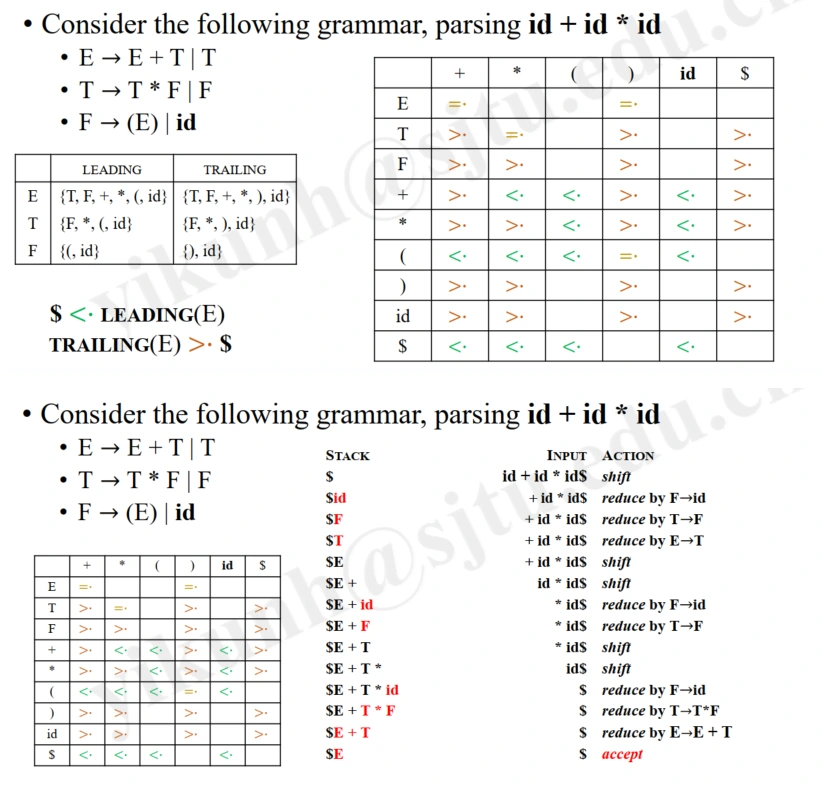 • Consider the following grammar, parsing id + id * id
• E → E + T | T
• T → T * F | F
• F → (E) | id
LEADING TRAILING
E {T, F, +, *, (, id} {T, F, +, *, ), id}
T {F, *, (, id} {F, *, ), id}
F {(, id} {), id}
$ <· LEADING(E)
TRAILING(E) >· $
+ * ( ) id $
E =· =·
T >· =· >· >·
F >· >· >· >·
+ >· <· <· >· <· >·
* >· >· <· >· <· >·
( <· <· <· =· <·
) >· >· >· >·
id >· >· >· >·
$ <· <· <· <·
yikunh@sjtu.edu.cn
• Consider the following grammar, parsing id + id * id
• E → E + T | T
• T → T * F | F
• F → (E) | id
+ * ( ) id $
E =· =·
T >· =· >· >·
F >· >· >· >·
+ >· <· <· >· <· >·
* >· >· <· >· <· >·
( <· <· <· =· <·
) >· >· >· >·
id >· >· >· >·
$ <· <· <· <·
STACK INPUT ACTION
$ id + id * id$ shift
$id + id * id$ reduce by F→id
$F + id * id$ reduce by T→F
$T + id * id$ reduce by E→T
$E + id * id$ shift
$E + id * id$ shift
$E + id * id$ reduce by F→id
$E + F * id$ reduce by T→F
$E + T * id$ shift
$E + T * id$ shift
$E + T * id $ reduce by F→id
$E + T * F $ reduce by T→T*F
$E + T $ reduce by E→E + T
$E $ accept
yikunh@sjtu.edu.cn